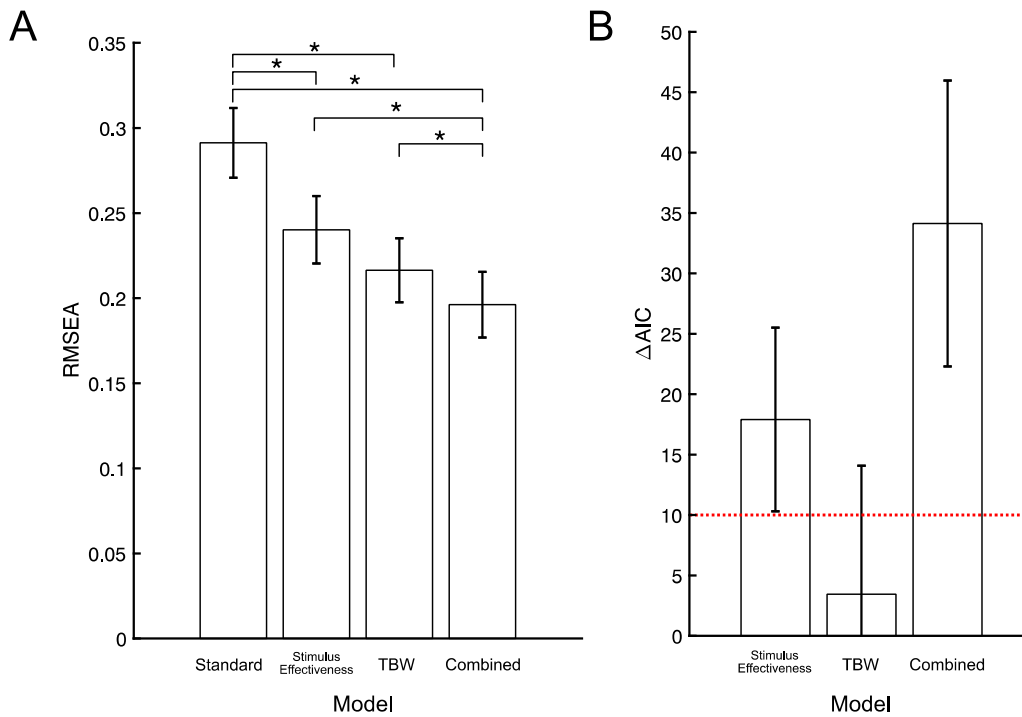 A
0.35
0.3
0.25
0.2
0.15
0.1
0.05
0
RMSEA
*
*
*
*
*
Standard
Stimulus
Effectiveness
TBW
Combined
Model
B
50
45
40
35
30
25
20
15
10
5
0
ΔAIC
Stimulus
Effectiveness
TBW
Combined
Model